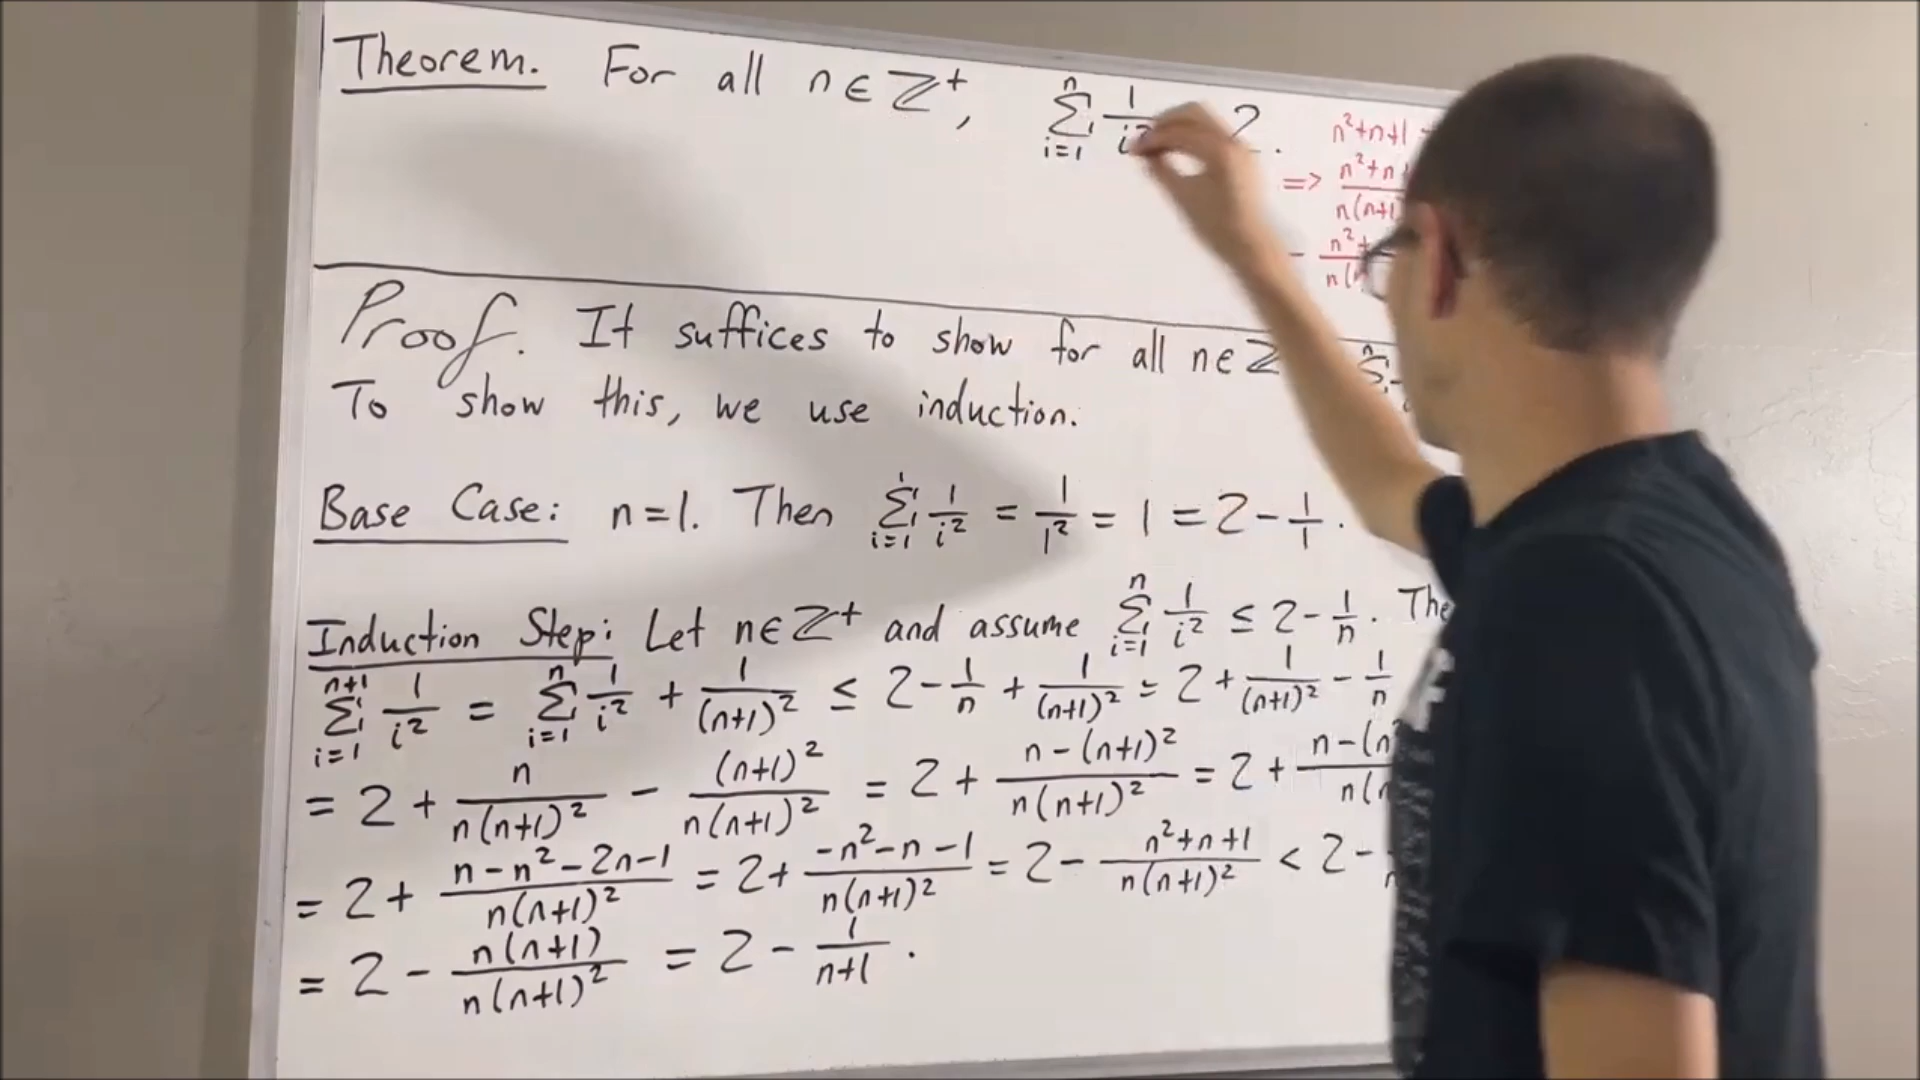 Theorem. For all n ∈ ℤ⁺, ∑_{i=1}^{n} 1/i² 2.
n²+n+1
=> n²+n / n(n+1)
- n²+ / n(
Proof. It suffices to show for all n ∈ ℤ
To show this, we use induction.
Base Case: n=1. Then ∑_{i=1}^{1} 1/i² = 1/1² = 1 = 2 - 1/1.
Induction Step: Let n ∈ ℤ⁺ and assume ∑_{i=1}^{n} 1/i² ≤ 2 - 1/n.
∑_{i=1}^{n+1} 1/i² = ∑_{i=1}^{n} 1/i² + 1/(n+1)² ≤ 2 - 1/n + 1/(n+1)² = 2 + 1/(n+1)² - 1/n
= 2 + n/n(n+1)² - (n+1)²/n(n+1)² = 2 + (n-(n+1)²)/n(n+1)² = 2 + n-(n
= 2 + (n-n²-2n-1)/n(n+1)² = 2 + (-n²-n-1)/n(n+1)² = 2 - (n²+n+1)/n(n+1)² < 2 -
= 2 - n(n+1)/n(n+1)² = 2 - 1/(n+1).